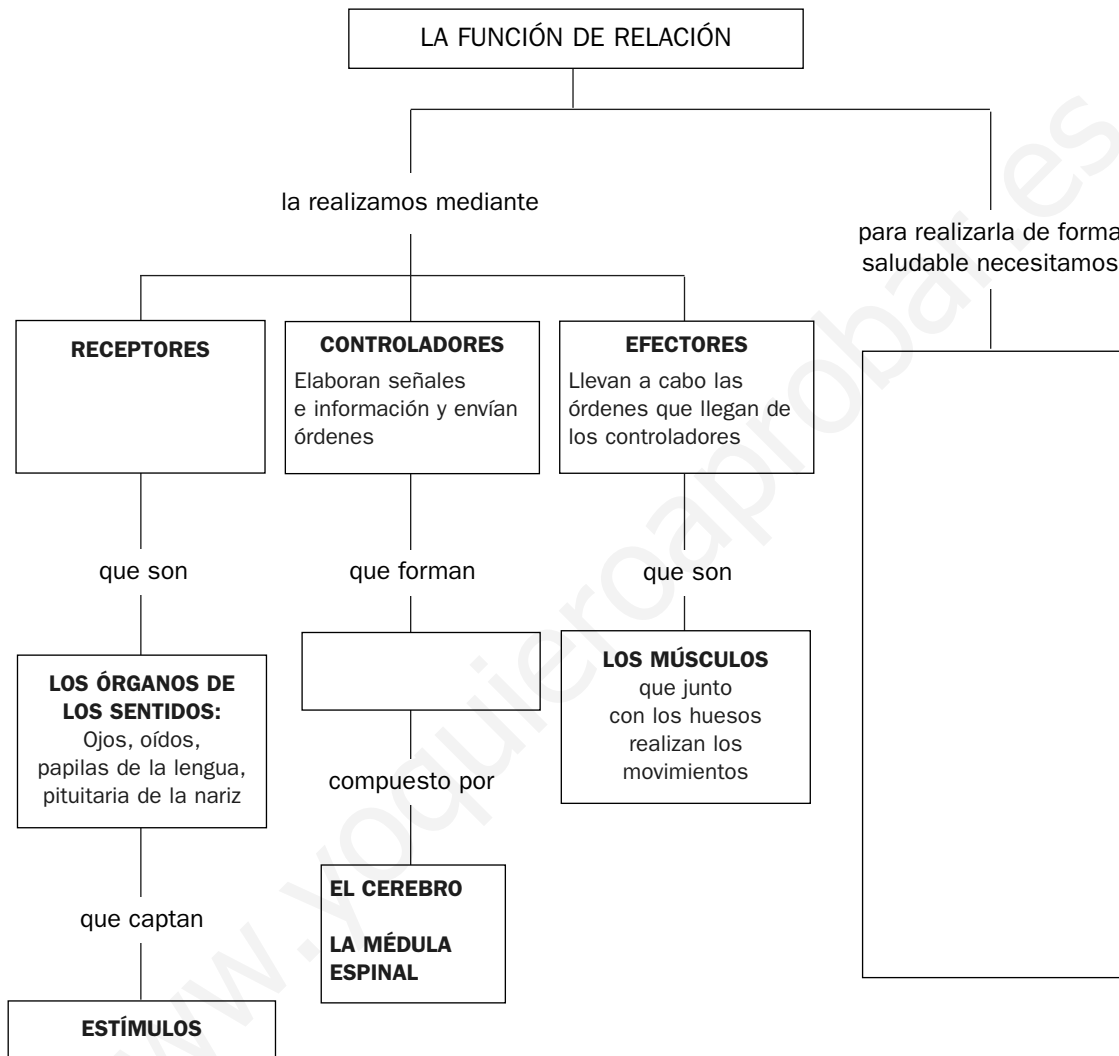 LA FUNCIÓN DE RELACIÓN
la realizamos mediante
para realizarla de forma
saludable necesitamos
RECEPTORES
CONTROLADORES
Elaboran señales
e información y envían
órdenes
EFECTORES
Llevan a cabo las
órdenes que llegan de
los controladores
que son
que forman
que son
LOS ÓRGANOS DE
LOS SENTIDOS:
Ojos, oídos,
papilas de la lengua,
pituitaria de la nariz
LOS MÚSCULOS
que junto
con los huesos
realizan los
movimientos
compuesto por
EL CEREBRO
LA MÉDULA
ESPINAL
que captan
ESTÍMULOS
www.yoquieroaprobar.es